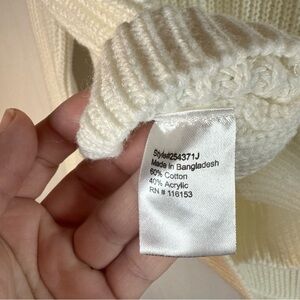 Style#254371J
Made in Bangladesh
60% Cotton
40% Acrylic
RN # 116153